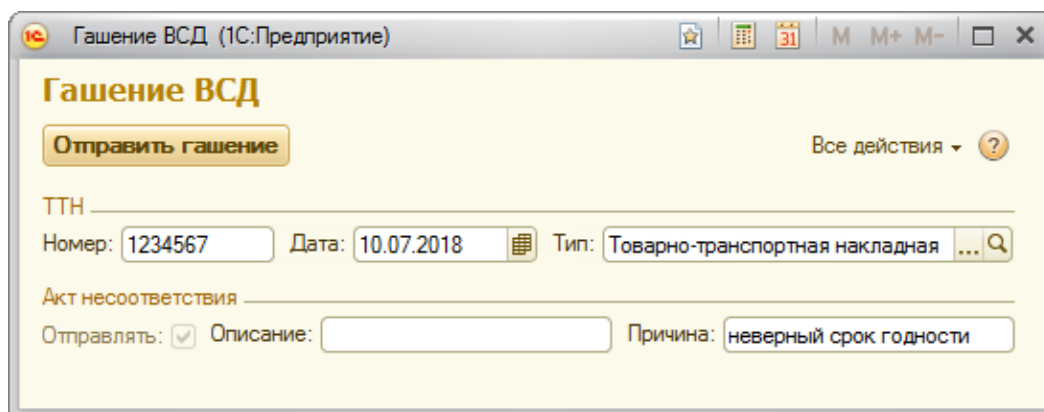 1С Гашение ВСД (1С:Предприятие) 31 M M+ M-
Гашение ВСД
Отправить гашение Все действия ?
ТТН
Номер: 1234567 Дата: 10.07.2018 Тип: Товарно-транспортная накладная ...
Акт несоответствия
Отправлять: Описание: Причина: неверный срок годности